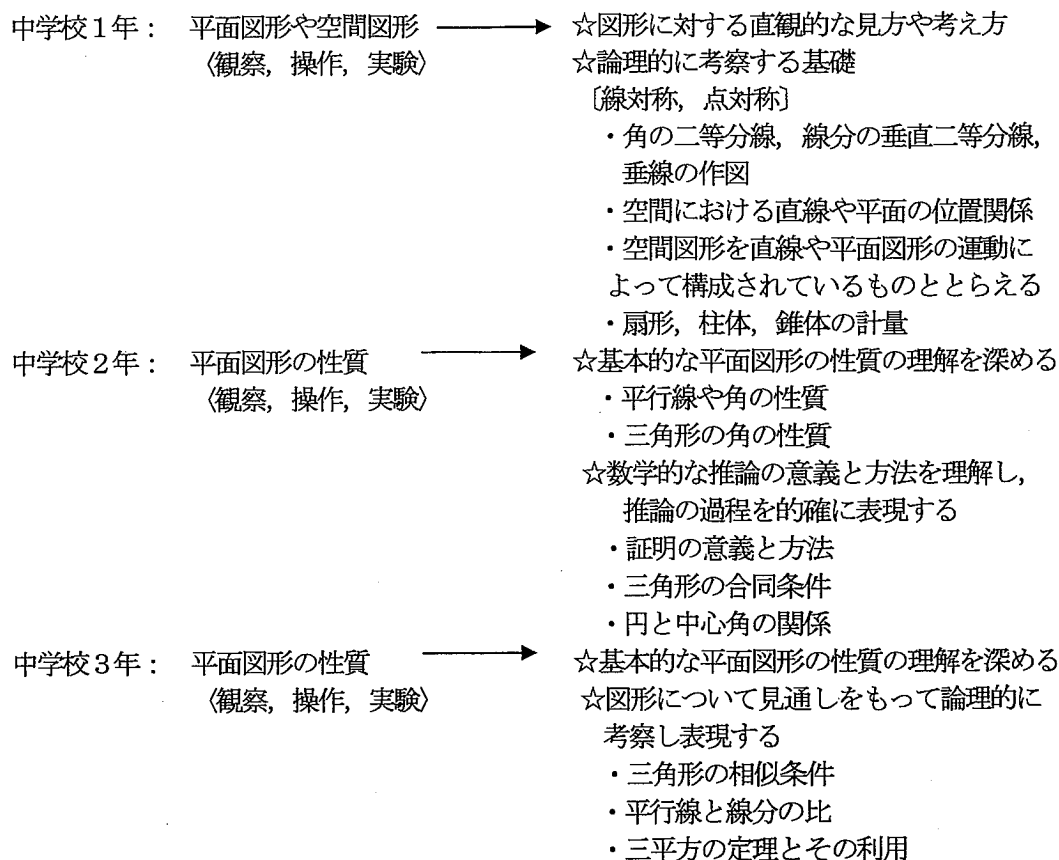 中学校1年： 平面図形や空間図形 ───→ ☆図形に対する直観的な見方や考え方
〈観察，操作，実験〉 ☆論理的に考察する基礎
〔線対称，点対称〕
・角の二等分線，線分の垂直二等分線，
垂線の作図
・空間における直線や平面の位置関係
・空間図形を直線や平面図形の運動に
よって構成されているものととらえる
・扇形，柱体，錐体の計量
中学校2年： 平面図形の性質 ───→ ☆基本的な平面図形の性質の理解を深める
〈観察，操作，実験〉 ・平行線や角の性質
・三角形の角の性質
☆数学的な推論の意義と方法を理解し，
推論の過程を的確に表現する
・証明の意義と方法
・三角形の合同条件
・円と中心角の関係
中学校3年： 平面図形の性質 ───→ ☆基本的な平面図形の性質の理解を深める
〈観察，操作，実験〉 ☆図形について見通しをもって論理的に
考察し表現する
・三角形の相似条件
・平行線と線分の比
・三平方の定理とその利用